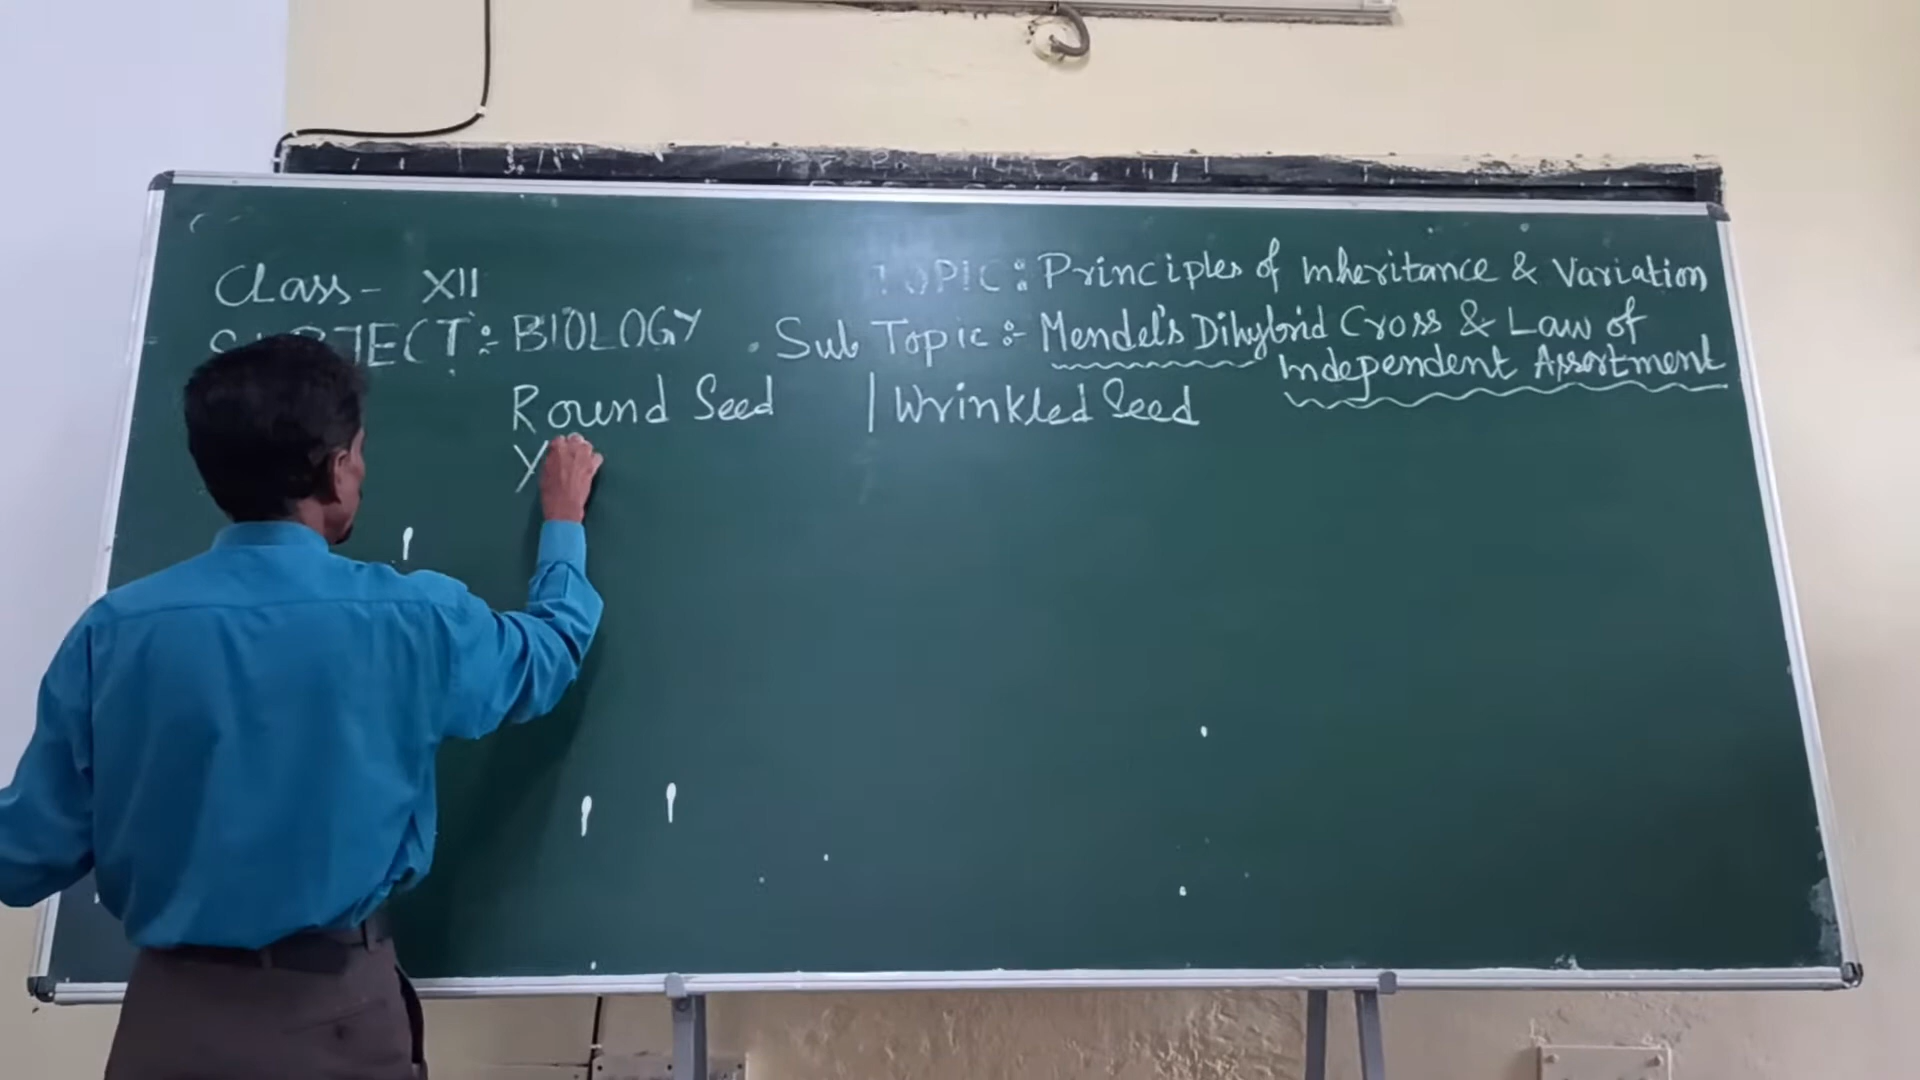 Class - XII
TOPIC : Principles of Inheritance & Variation
SUBJECT :- BIOLOGY
. Sub Topic :- Mendel's Dihybrid Cross & Law of
Independent Assortment
Round Seed | Wrinkled Seed
Y